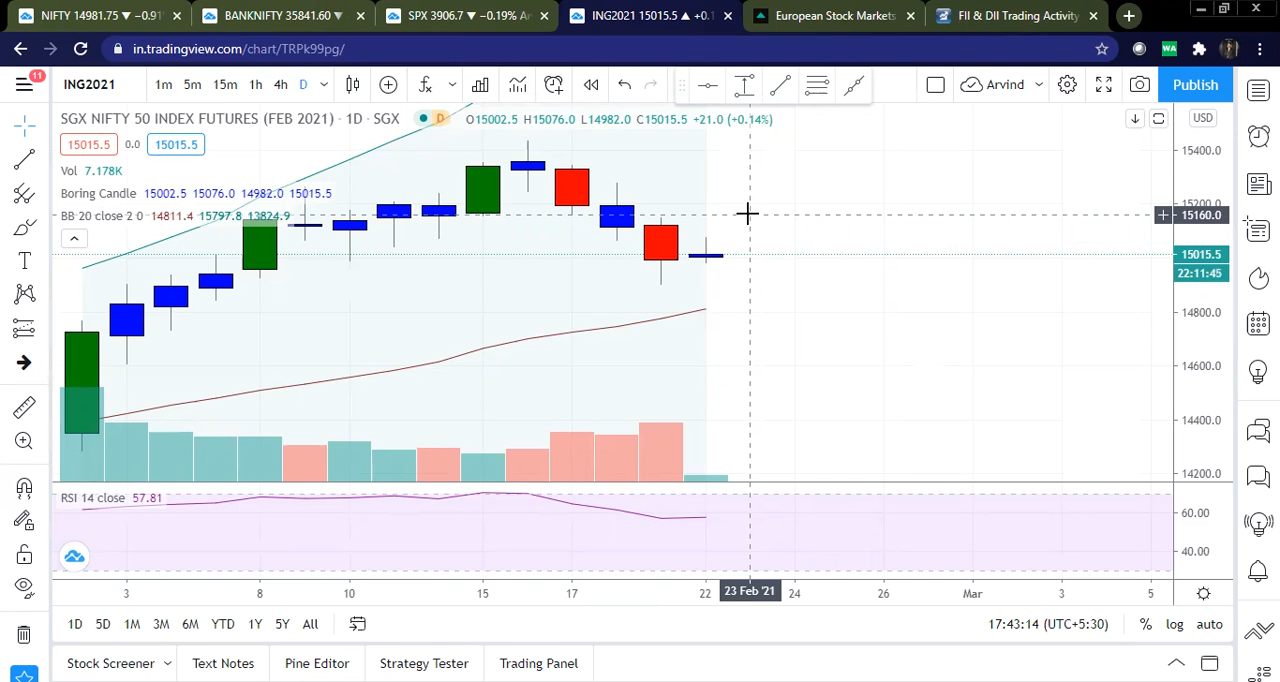 NIFTY 14981.75 ▼ −0.91 BANKNIFTY 35841.60 ▼ SPX 3906.7 ▼ −0.19% A ING2021 15015.5 ▲ +0.1 European Stock Markets FII & DII Trading Activity
in.tradingview.com/chart/TRPk99pg/ WA
11 ING2021 1m 5m 15m 1h 4h D Arvind Publish
SGX NIFTY 50 INDEX FUTURES (FEB 2021) · 1D · SGX D O15002.5 H15076.0 L14982.0 C15015.5 +21.0 (+0.14%) USD
15015.5 0.0 15015.5
Vol 7.178K
Boring Candle 15002.5 15076.0 14982.0 15015.5
BB 20 close 2 0 14811.4 15797.8 13824.9
15400.0
15200.0
15160.0
15015.5
22:11:45
14800.0
14600.0
14400.0
14200.0
RSI 14 close 57.81
60.00
40.00
3 8 10 15 17 22 23 Feb '21 24 26 Mar 3 5
1D 5D 1M 3M 6M YTD 1Y 5Y All 17:43:14 (UTC+5:30) % log auto
Stock Screener Text Notes Pine Editor Strategy Tester Trading Panel